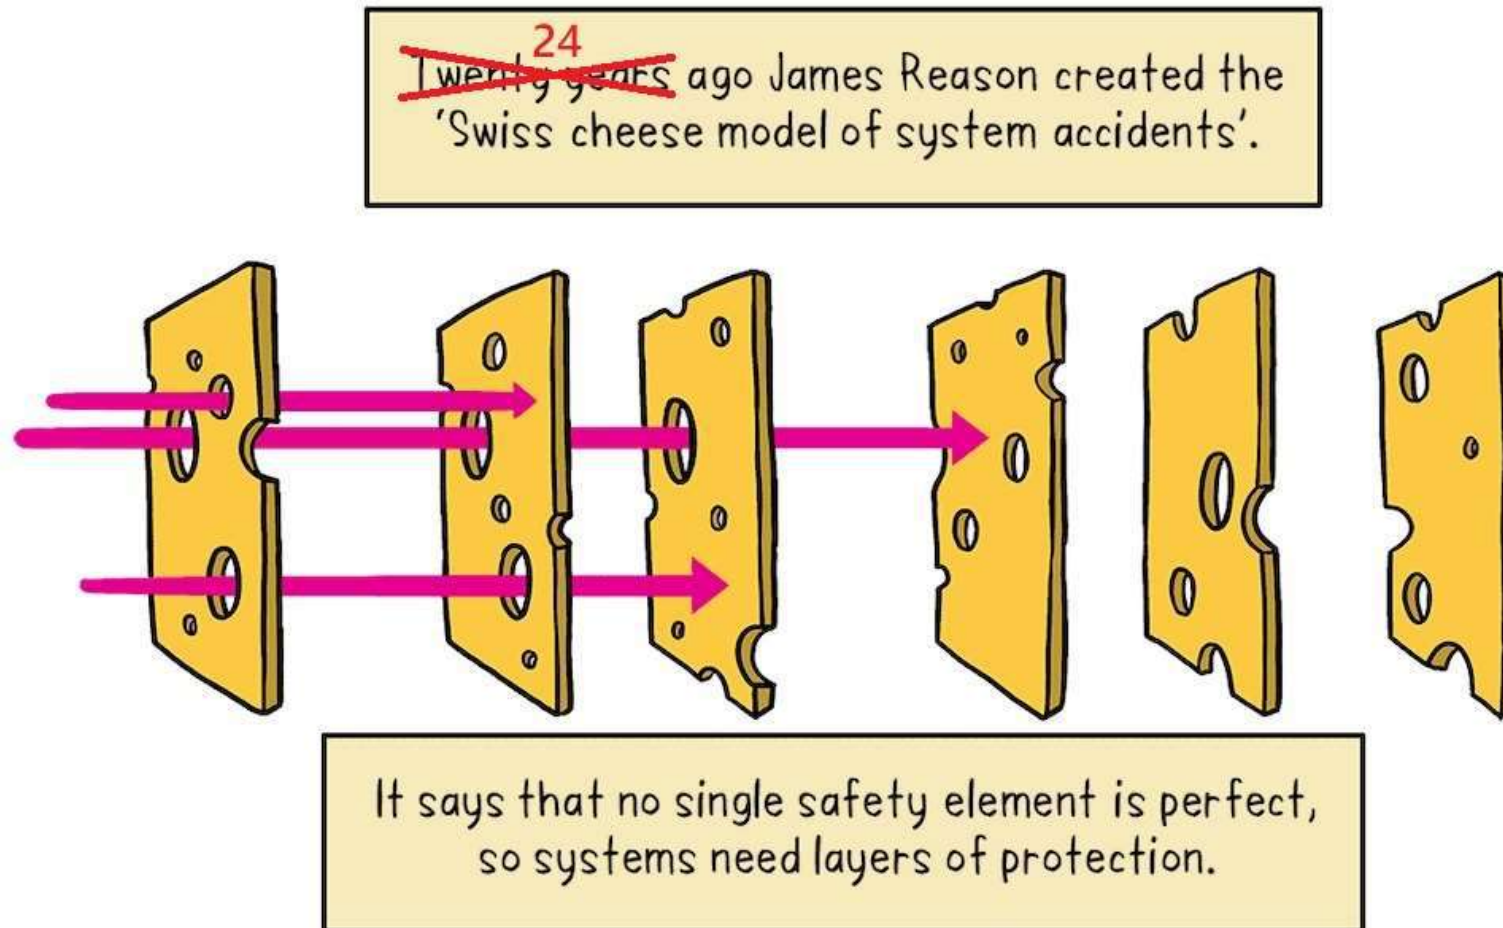 24
Twenty years ago James Reason created the
'Swiss cheese model of system accidents'.
It says that no single safety element is perfect,
so systems need layers of protection.